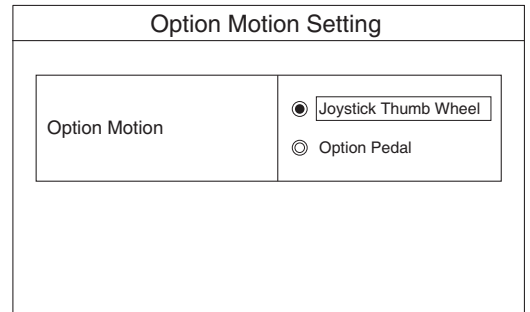 Option Motion Setting
Option Motion
Joystick Thumb Wheel
Option Pedal